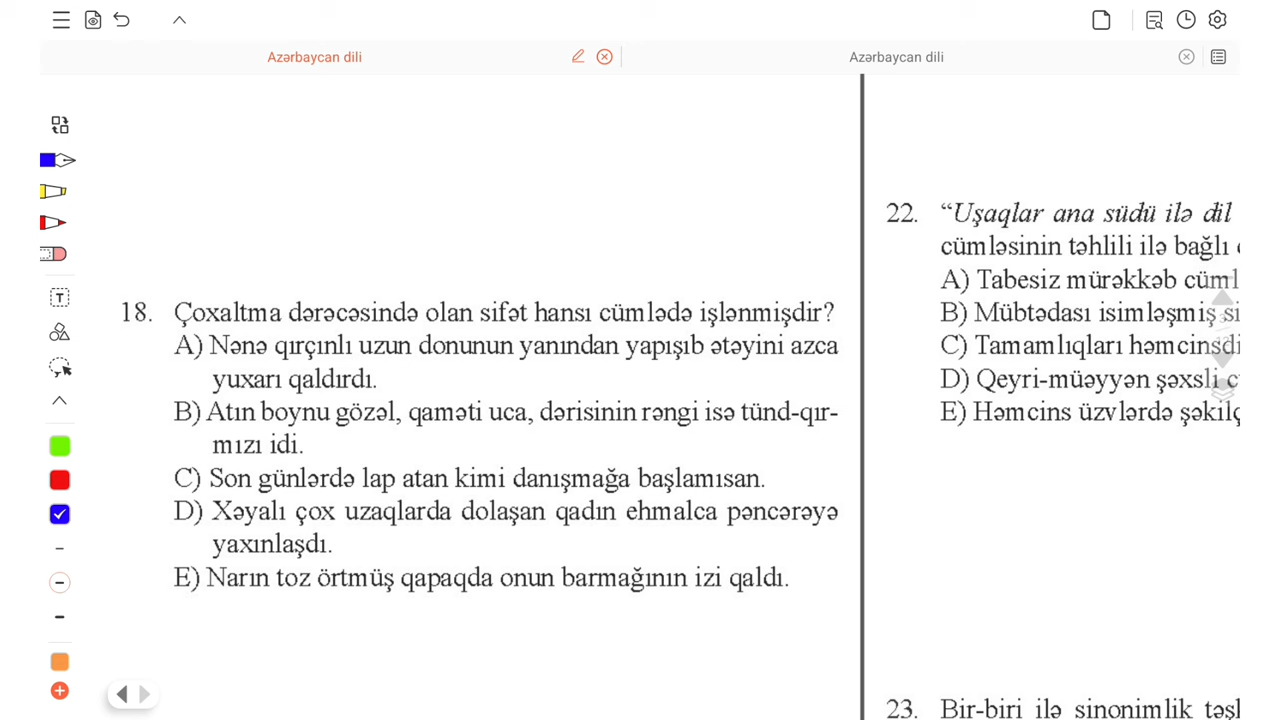 Azərbaycan dili
Azərbaycan dili
18. Çoxaltma dərəcəsində olan sifət hansı cümlədə işlənmişdir?
A) Nənə qırçınlı uzun donunun yanından yapışıb ətəyini azca
yuxarı qaldırdı.
B) Atın boynu gözəl, qaməti uca, dərisinin rəngi isə tünd-qır-
mızı idi.
C) Son günlərdə lap atan kimi danışmağa başlamısan.
D) Xəyalı çox uzaqlarda dolaşan qadın ehmalca pəncərəyə
yaxınlaşdı.
E) Narın toz örtmüş qapaqda onun barmağının izi qaldı.
22. “Uşaqlar ana südü ilə dil
cümləsinin təhlili ilə bağlı
A) Tabesiz mürəkkəb cüml
B) Mübtədası isimləşmiş si
C) Tamamlıqları həmcinsdi
D) Qeyri-müəyyən şəxsli
E) Həmcins üzvlərdə şəkilç
23. Bir-biri ilə sinonimlik təşk